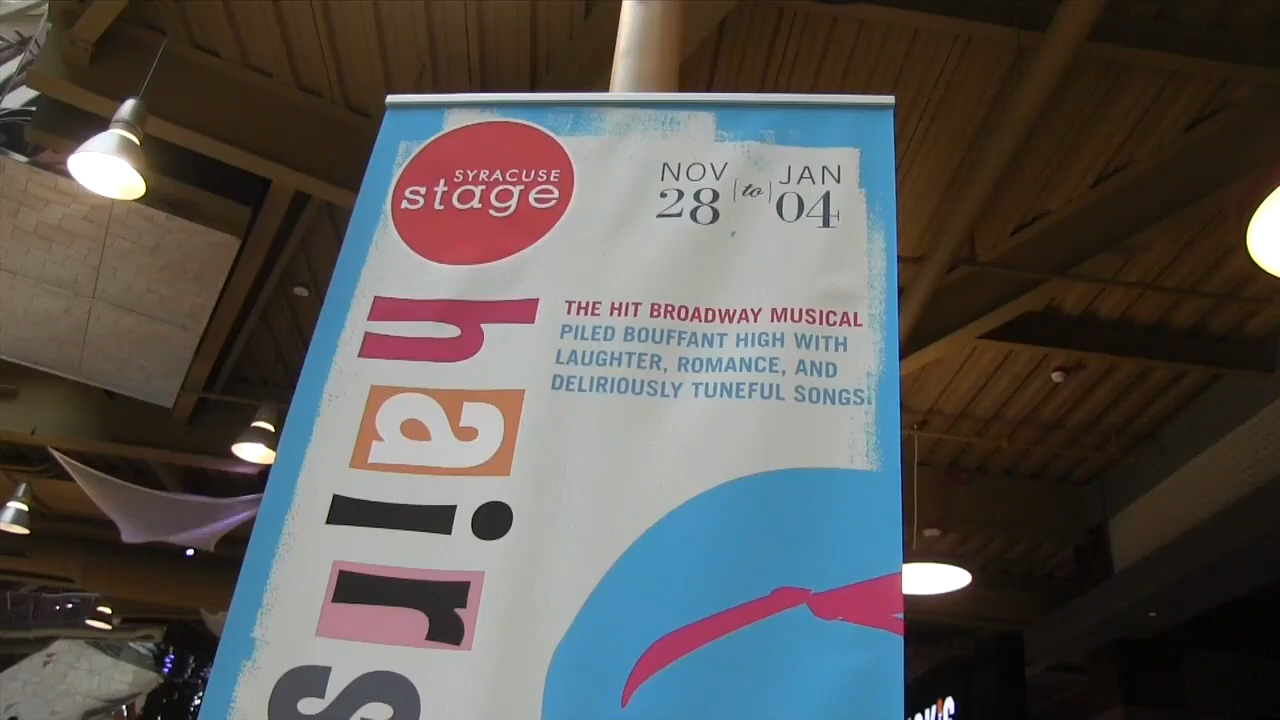 SYRACUSE
stage
NOV
28
to
JAN
04
THE HIT BROADWAY MUSICAL
PILED BOUFFANT HIGH WITH
LAUGHTER, ROMANCE, AND
DELIRIOUSLY TUNEFUL SONGS.
hairs